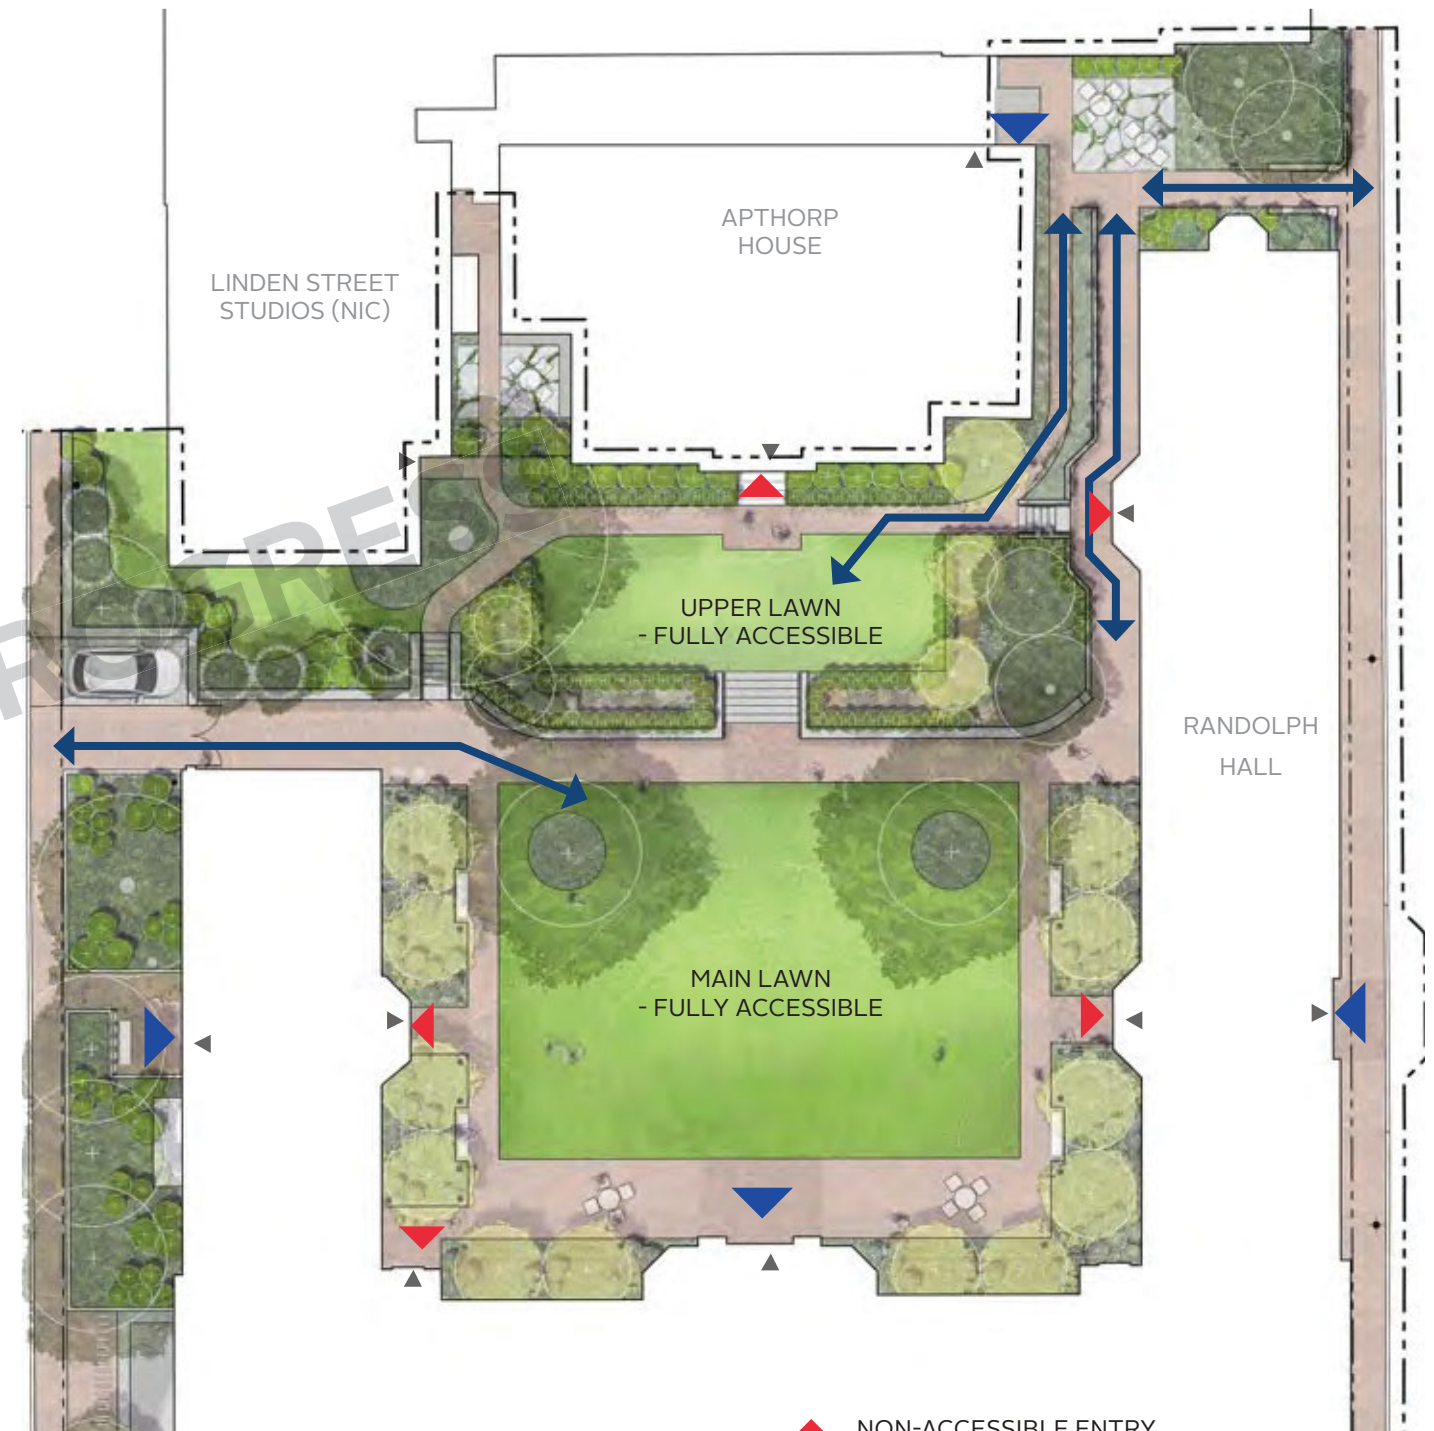 APTHORP
HOUSE
LINDEN STREET
STUDIOS (NIC)
ROGRESS
UPPER LAWN
- FULLY ACCESSIBLE
RANDOLPH
HALL
MAIN LAWN
- FULLY ACCESSIBLE
NON-ACCESSIBLE ENTRY